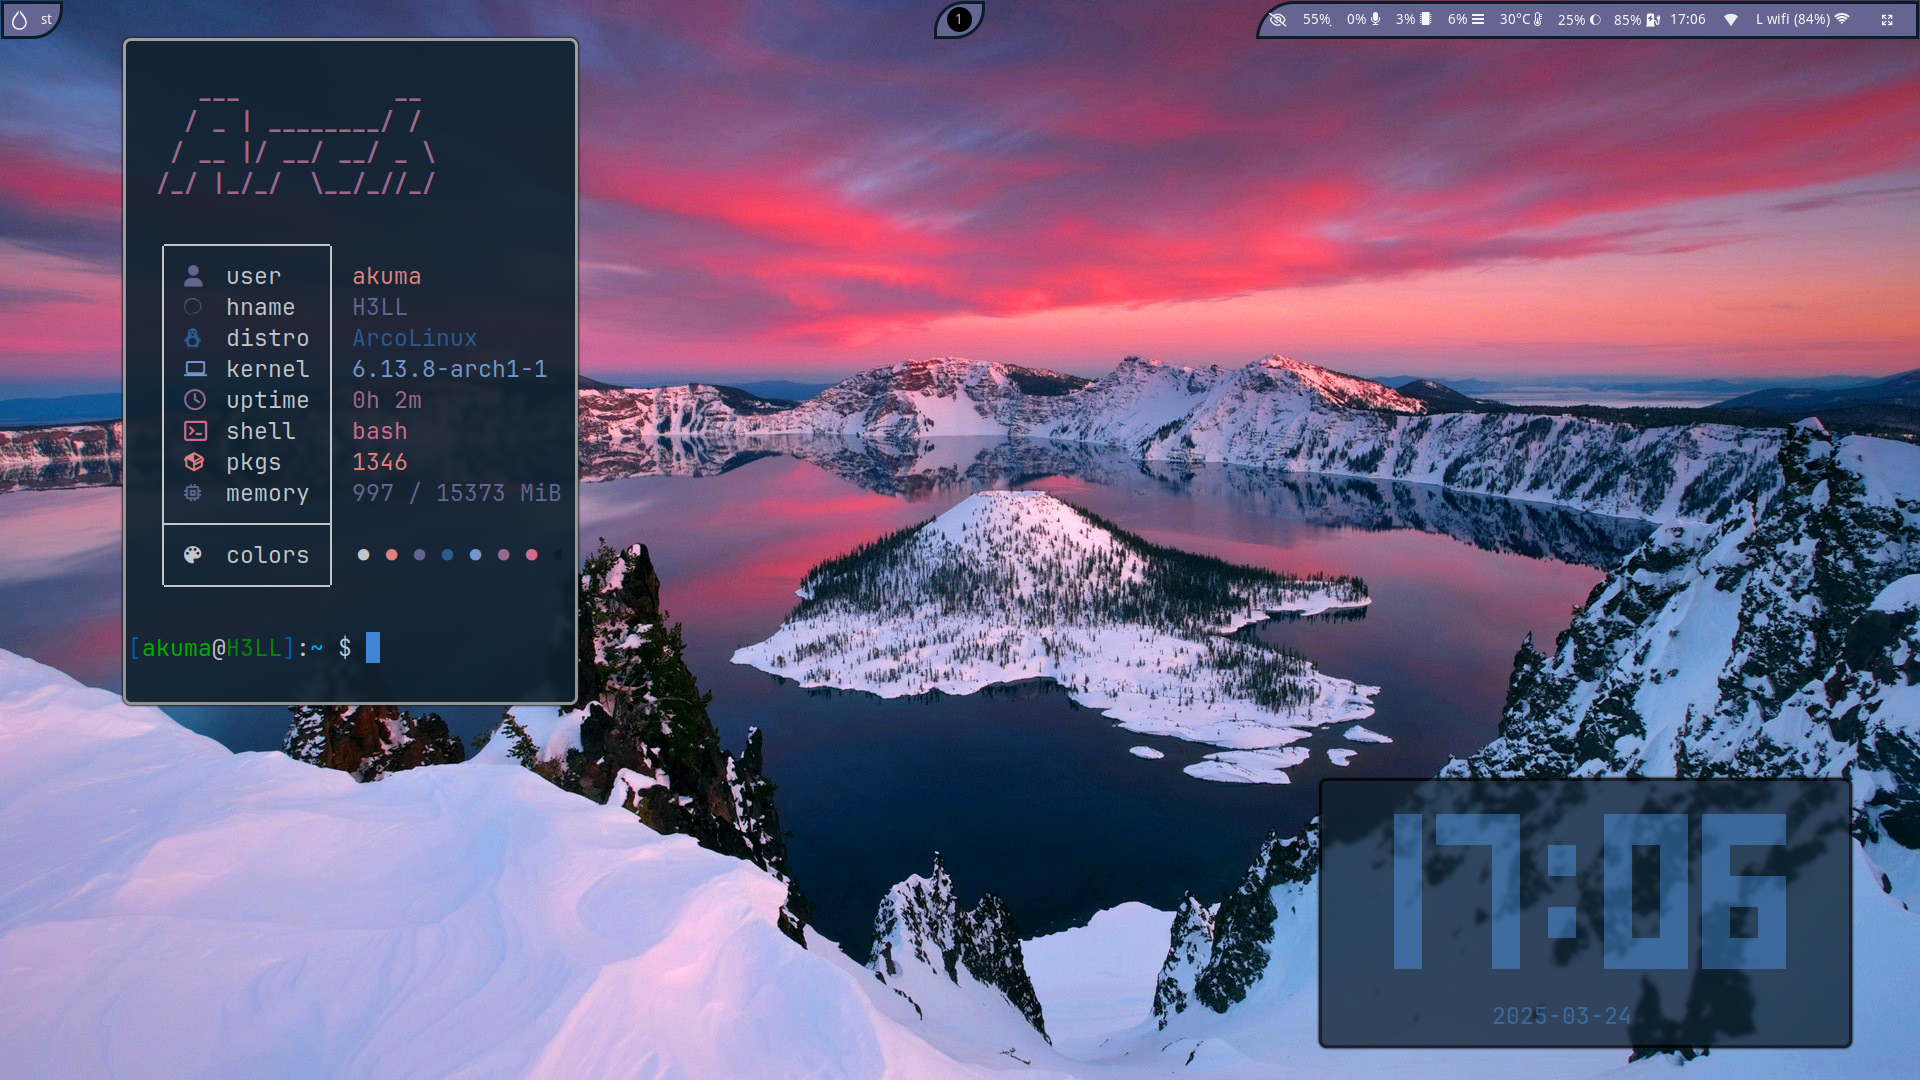 st
1
55% 0% 3% 6% 30°C 25% 85% 17:06 L wifi (84%)
   ___           __
  / _ | ________/ /
 / __ |/ __/ __/ _ \
/_/ |_/_/  \__/_//_/
user akuma
hname H3LL
distro ArcoLinux
kernel 6.13.8-arch1-1
uptime 0h 2m
shell bash
pkgs 1346
memory 997 / 15373 MiB
colors
[akuma@H3LL]:~ $
17:06
2025-03-24